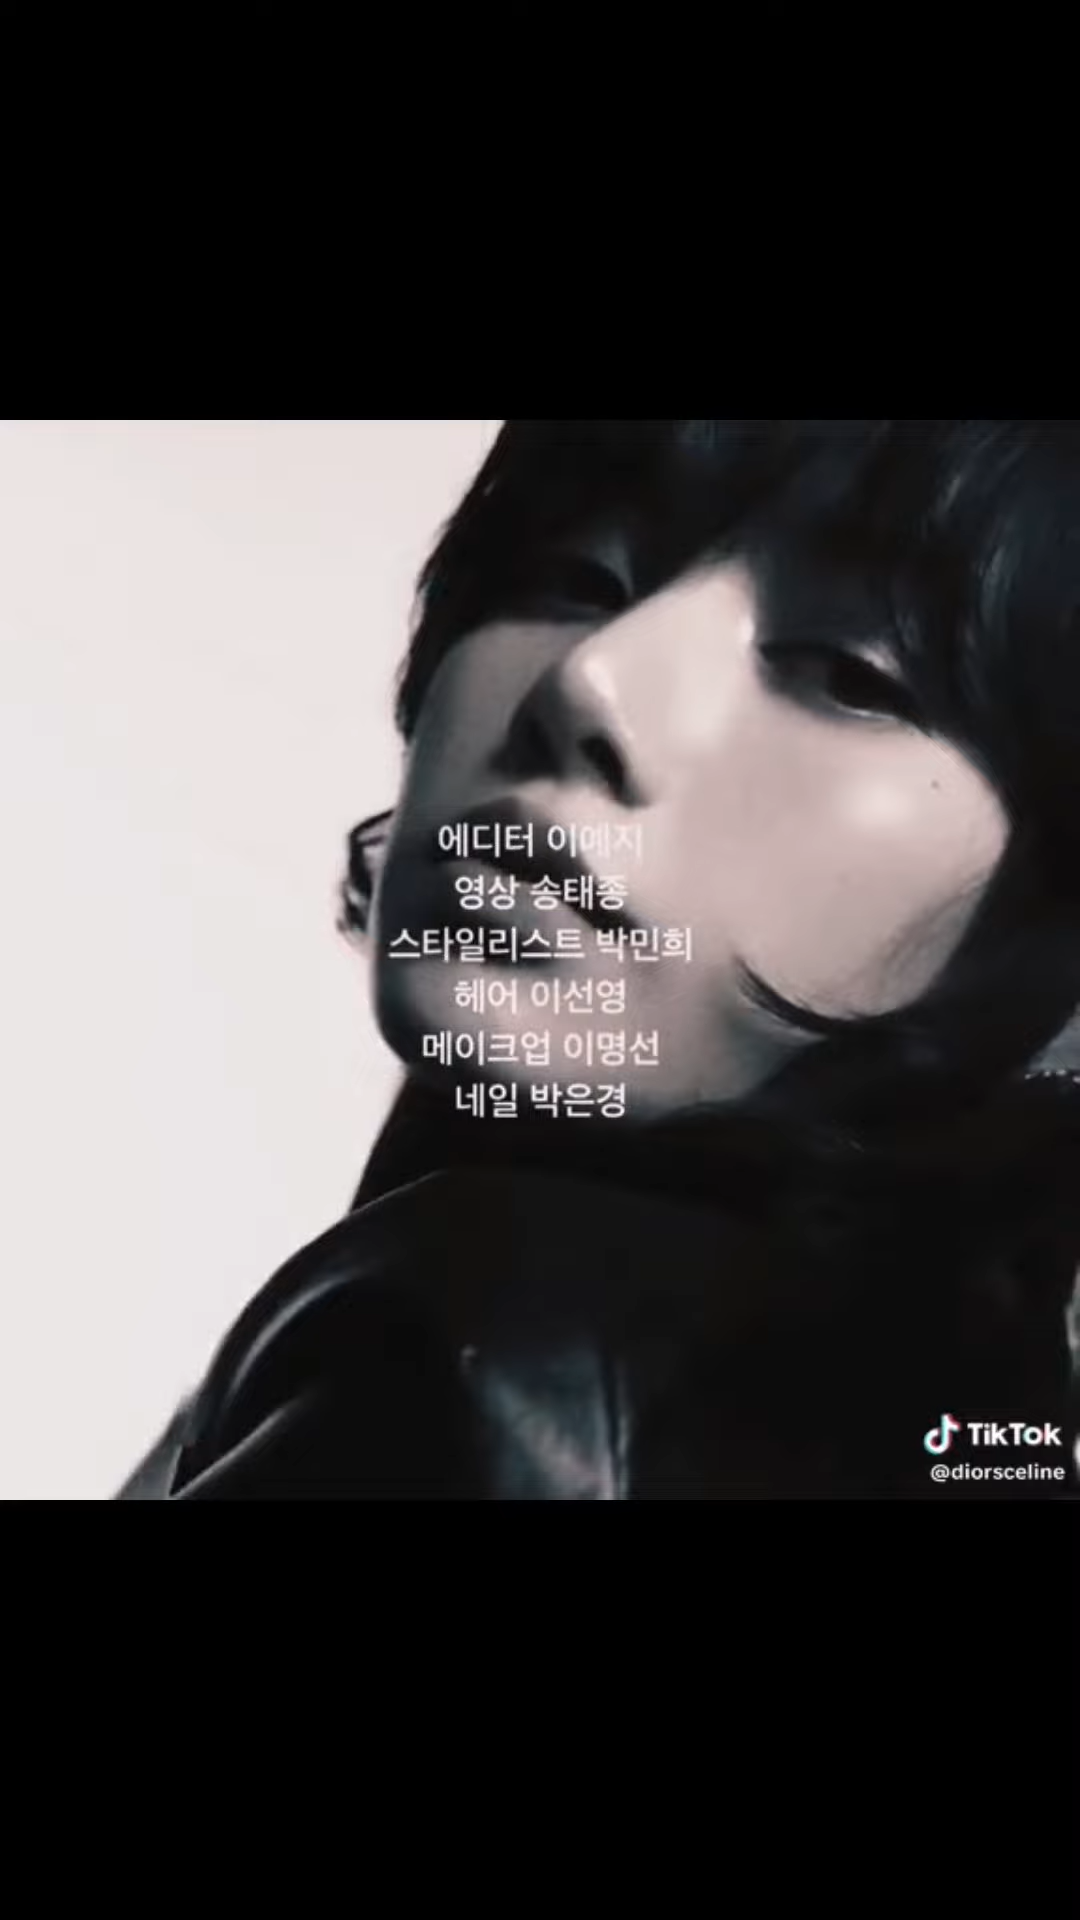 에디터 이예지
영상 송태종
스타일리스트 박민희
헤어 이선영
메이크업 이명선
네일 박은경
TikTok
@diorsceline